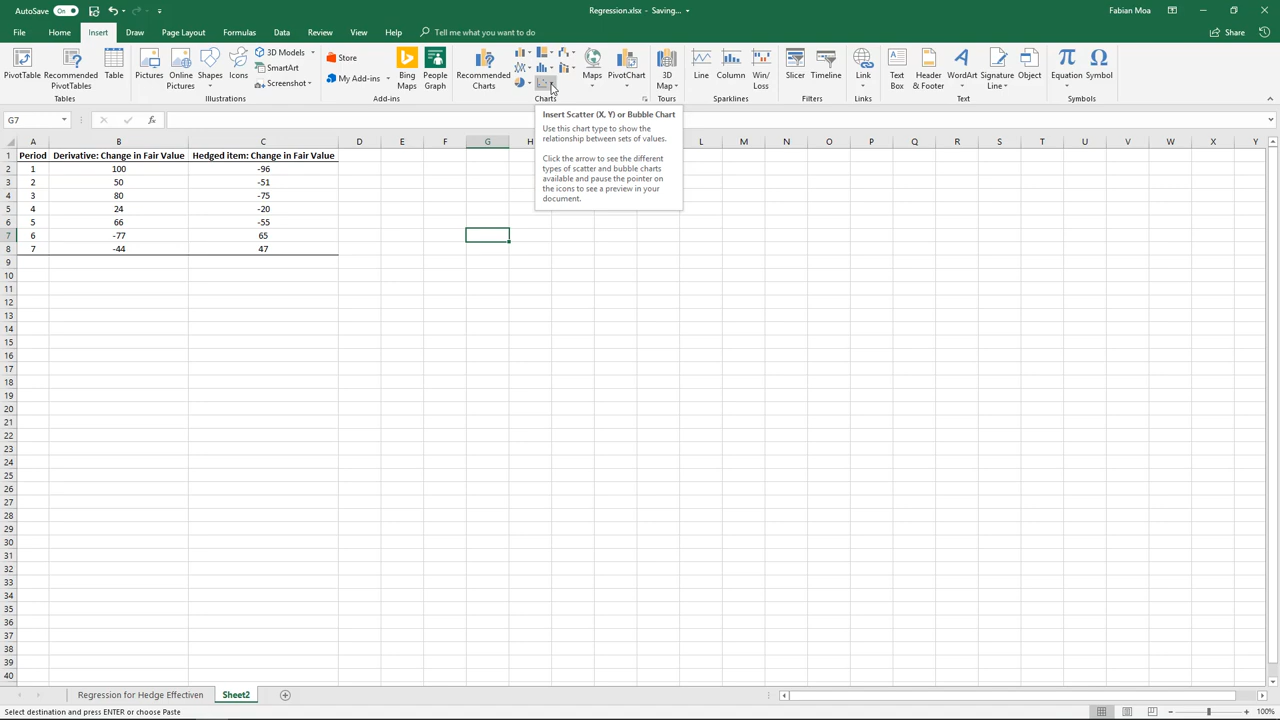 AutoSave On Regression.xlsx - Saving... Fabian Moa
File Home Insert Draw Page Layout Formulas Data Review View Help Tell me what you want to do Share
PivotTable Recommended PivotTables Table Pictures Online Pictures Shapes Icons 3D Models SmartArt Screenshot Store My Add-ins Bing Maps People Graph Recommended Charts Maps PivotChart 3D Map Line Column Win/Loss Slicer Timeline Link Text Box Header & Footer WordArt Signature Line Object Equation Symbol
Tables Illustrations Add-ins Charts Tours Sparklines Filters Links Text Symbols
G7 fx
Insert Scatter (X, Y) or Bubble Chart
Use this chart type to show the
relationship between sets of values.
Click the arrow to see the different
types of scatter and bubble charts
available and pause the pointer on
the icons to see a preview in your
document.
A B C D E F G H L M N O P Q R S T U V W X Y
1 Period Derivative: Change in Fair Value Hedged item: Change in Fair Value
2 1 100 -96
3 2 50 -51
4 3 80 -75
5 4 24 -20
6 5 66 -55
7 6 -77 65
8 7 -44 47
9
10
11
12
13
14
15
16
17
18
19
20
21
22
23
24
25
26
27
28
29
30
31
32
33
34
35
36
37
38
39
40
Regression for Hedge Effectiven Sheet2
Select destination and press ENTER or choose Paste 100%